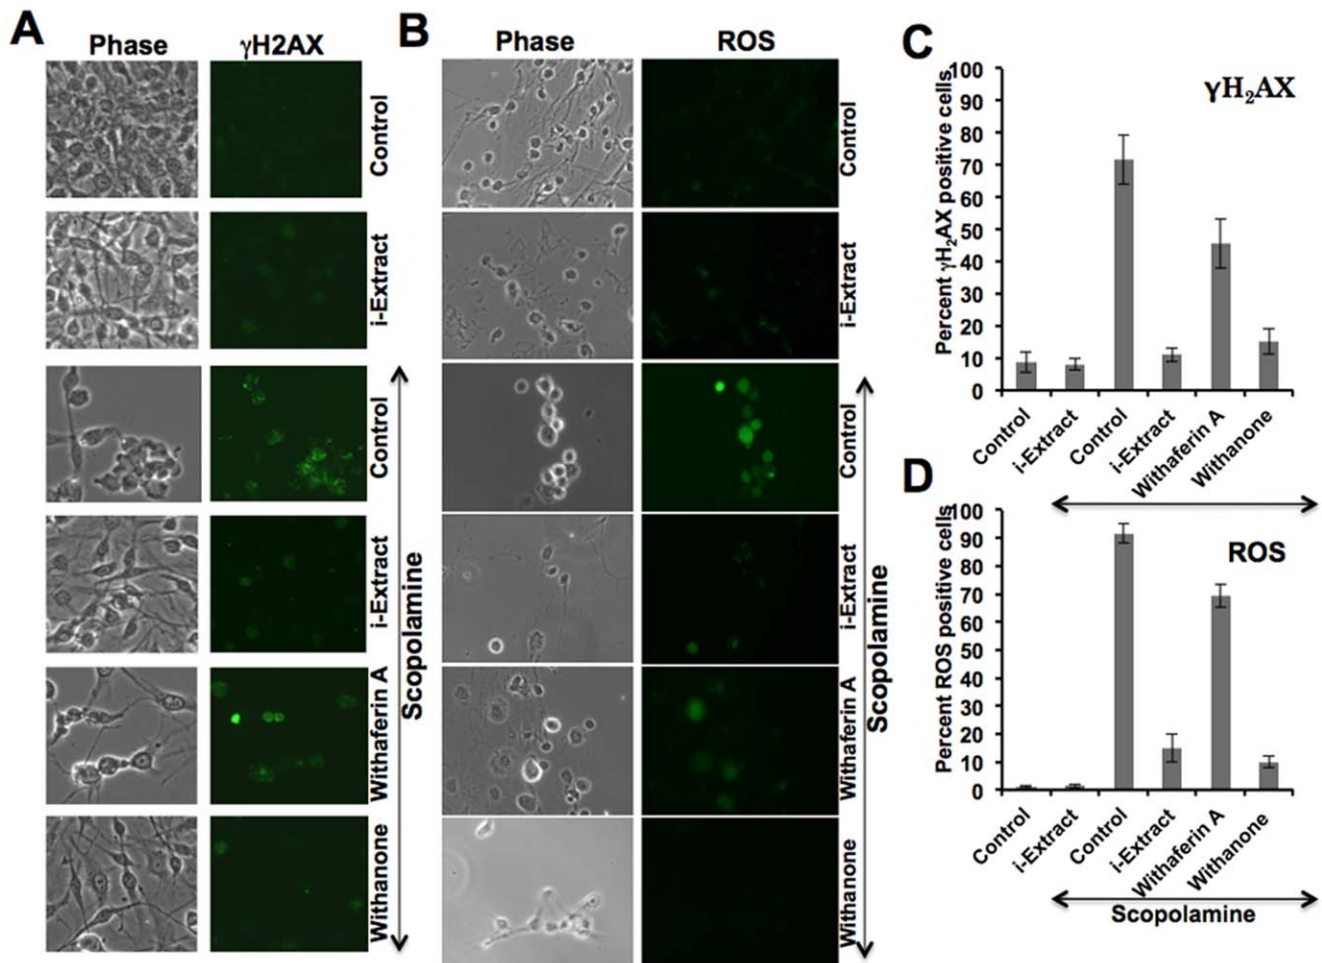 A
Phase γH2AX
Control
i-Extract
Control
i-Extract
Withaferin A
Withanone
Scopolamine
B
Phase ROS
Control
i-Extract
Control
i-Extract
Withaferin A
Withanone
Scopolamine
C
γH₂AX
Percent γH₂AX positive cells
100
90
80
70
60
50
40
30
20
10
0
Control
i-Extract
Control
i-Extract
Withaferin A
Withanone
D
ROS
Percent ROS positive cells
100
90
80
70
60
50
40
30
20
10
0
Control
i-Extract
Control
i-Extract
Withaferin A
Withanone
Scopolamine